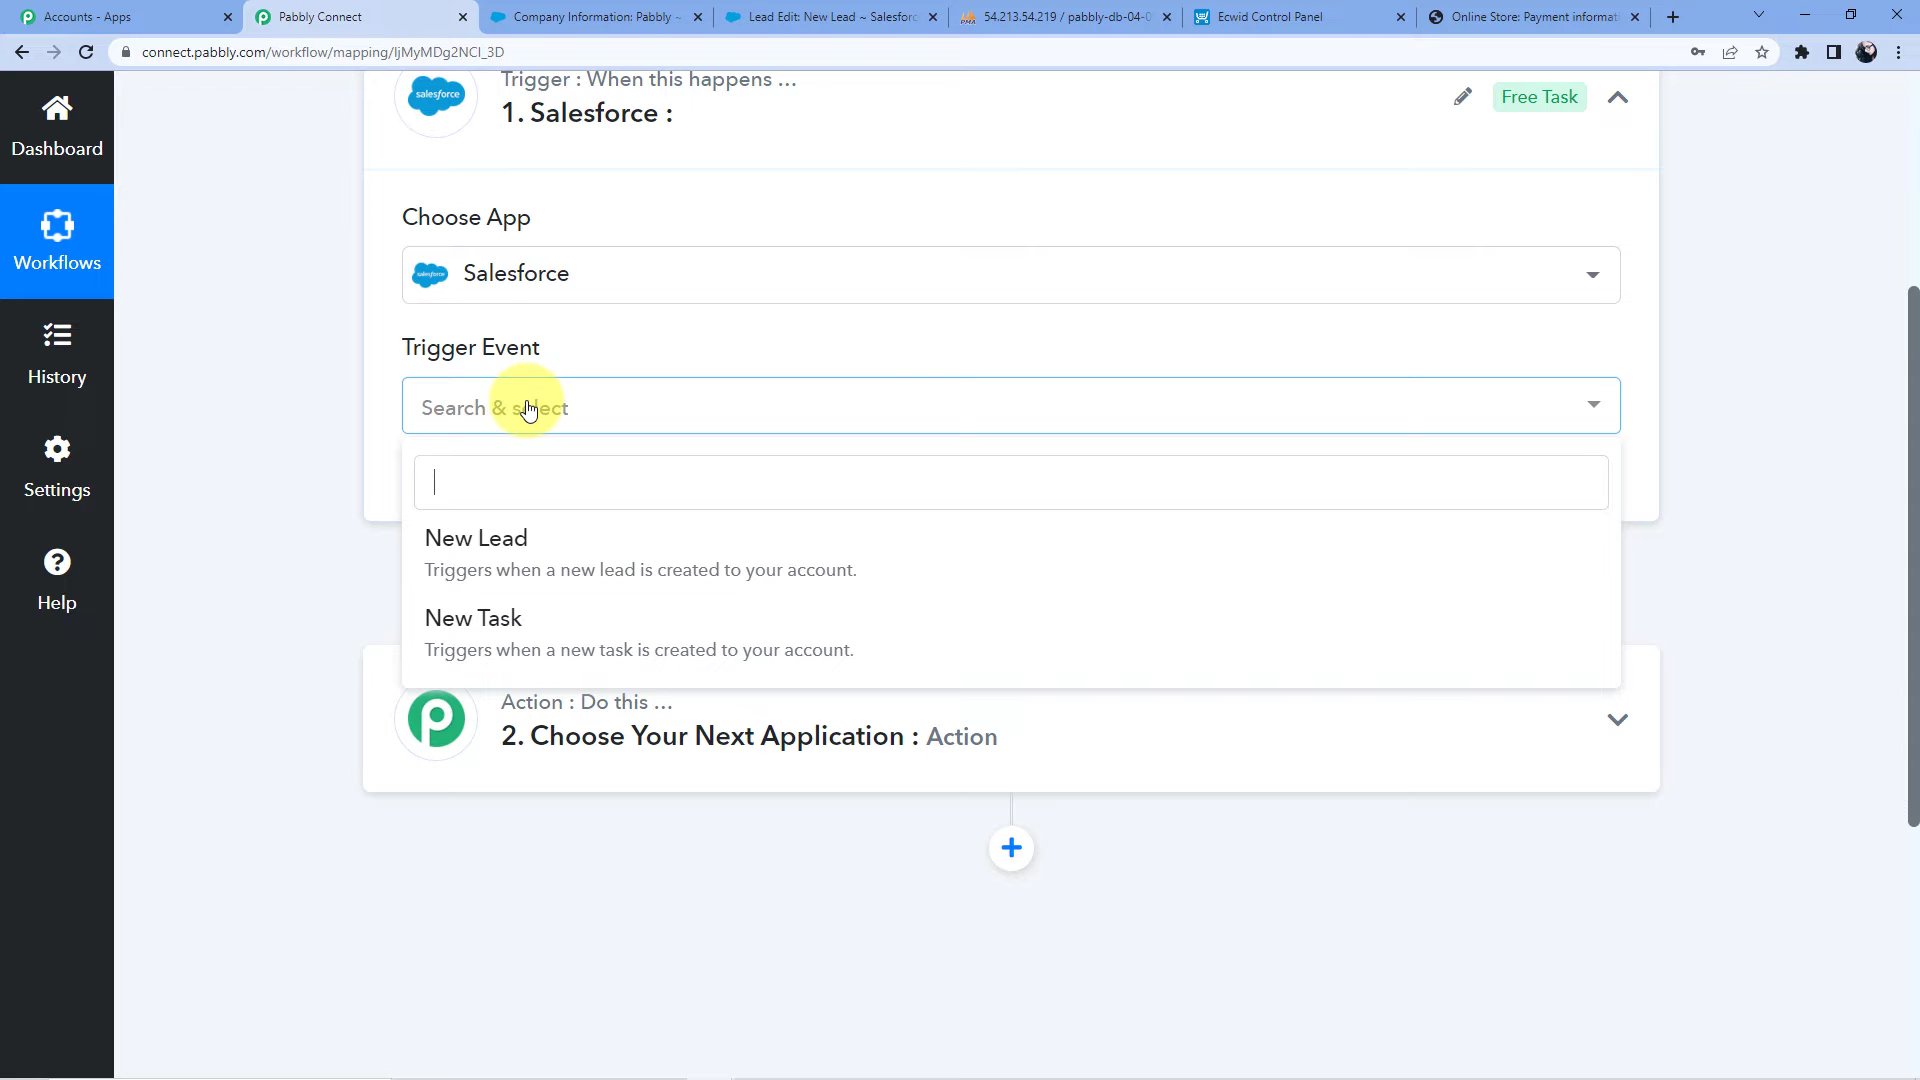 Accounts - Apps
Pabbly Connect
Company Information: Pabbly ~
Lead Edit: New Lead ~ Salesforc
54.213.54.219 / pabbly-db-04-0
Ecwid Control Panel
Online Store: Payment informati
connect.pabbly.com/workflow/mapping/IjMyMDg2NCI_3D
Dashboard
Workflows
History
Settings
Help
salesforce
Trigger : When this happens ...
1. Salesforce :
Free Task
Choose App
salesforce
Salesforce
Trigger Event
Search & select
New Lead
Triggers when a new lead is created to your account.
New Task
Triggers when a new task is created to your account.
Action : Do this ...
2. Choose Your Next Application : Action